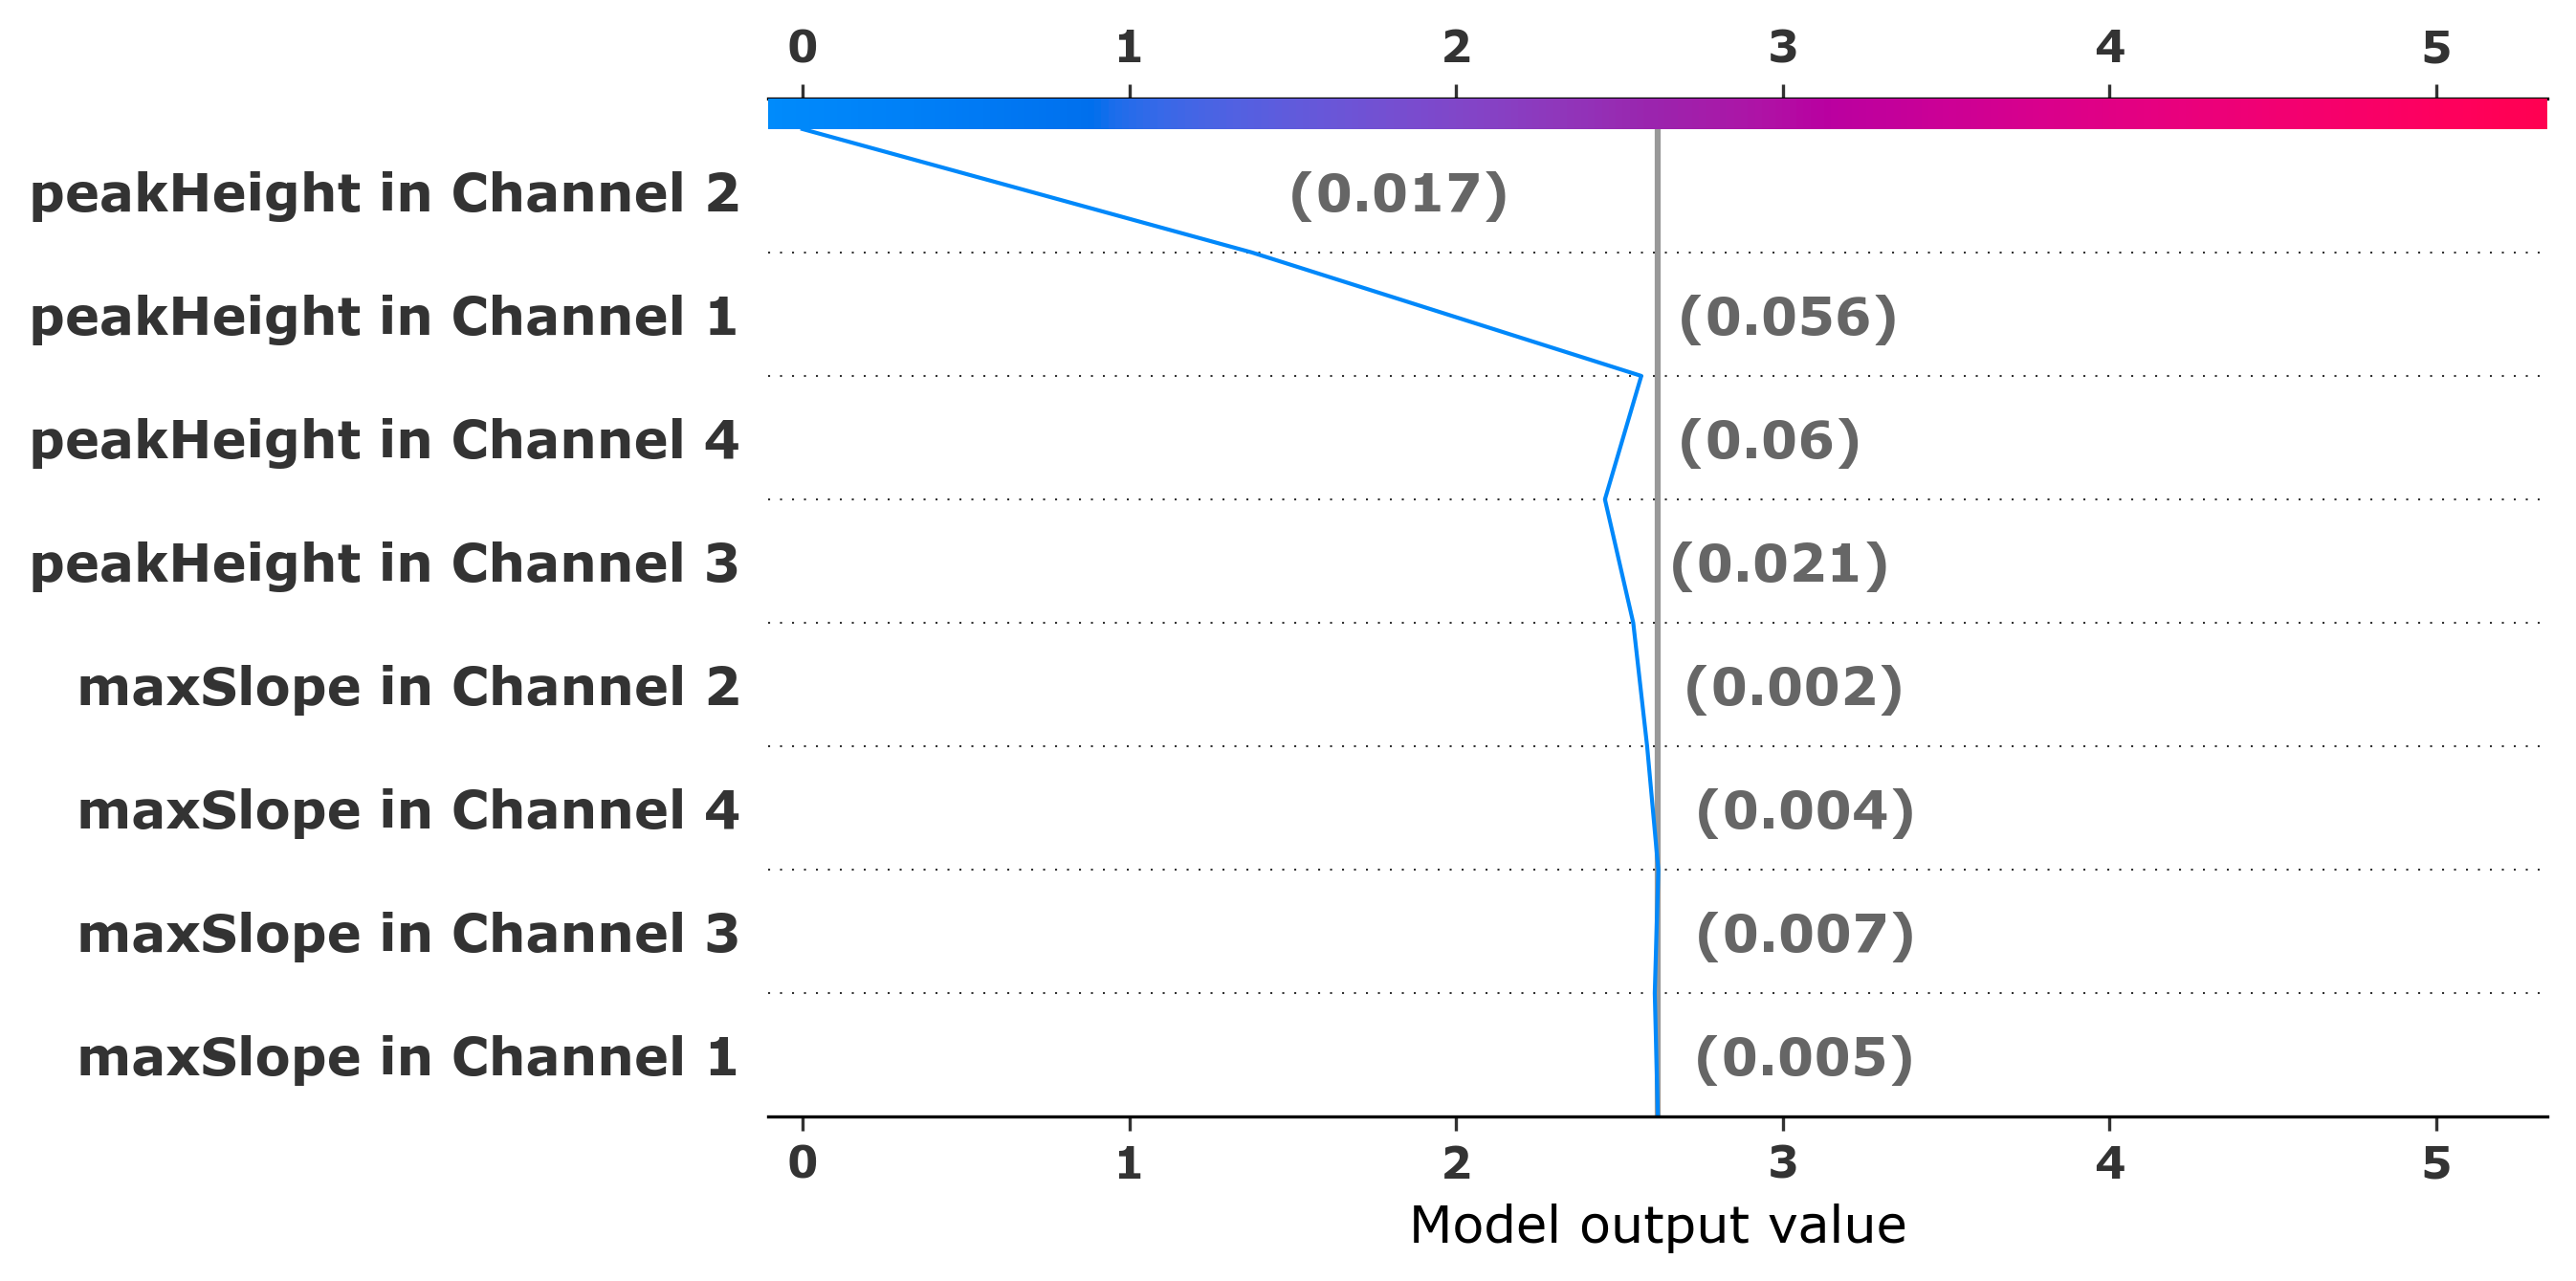 0 1 2 3 4 5
peakHeight in Channel 2 (0.017)
peakHeight in Channel 1 (0.056)
peakHeight in Channel 4 (0.06)
peakHeight in Channel 3 (0.021)
maxSlope in Channel 2 (0.002)
maxSlope in Channel 4 (0.004)
maxSlope in Channel 3 (0.007)
maxSlope in Channel 1 (0.005)
0 1 2 3 4 5
Model output value